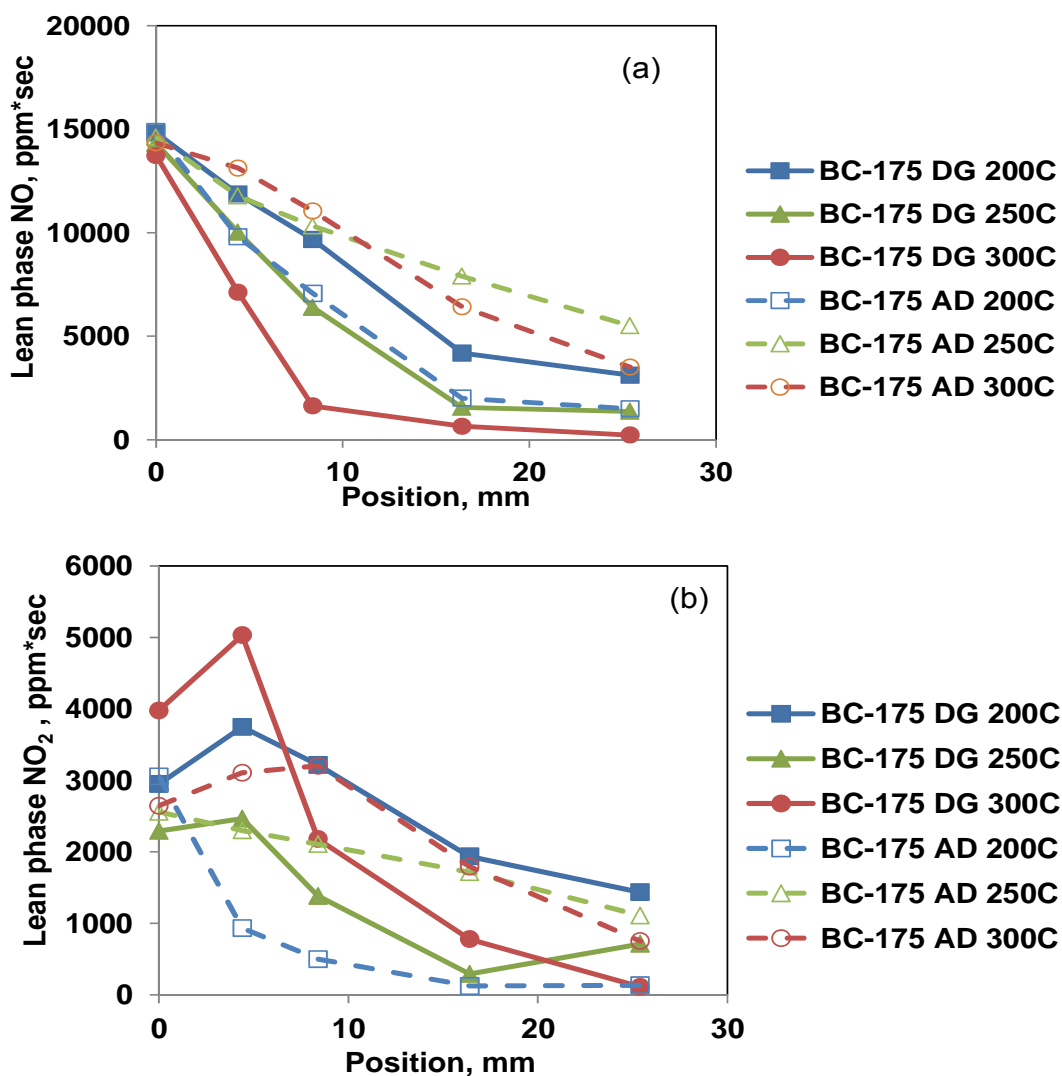 (a)
Lean phase NO, ppm*sec
20000
15000
10000
5000
0
0 10 20 30
Position, mm
BC-175 DG 200C
BC-175 DG 250C
BC-175 DG 300C
BC-175 AD 200C
BC-175 AD 250C
BC-175 AD 300C
(b)
Lean phase NO₂ , ppm*sec
6000
5000
4000
3000
2000
1000
0
0 10 20 30
Position, mm
BC-175 DG 200C
BC-175 DG 250C
BC-175 DG 300C
BC-175 AD 200C
BC-175 AD 250C
BC-175 AD 300C